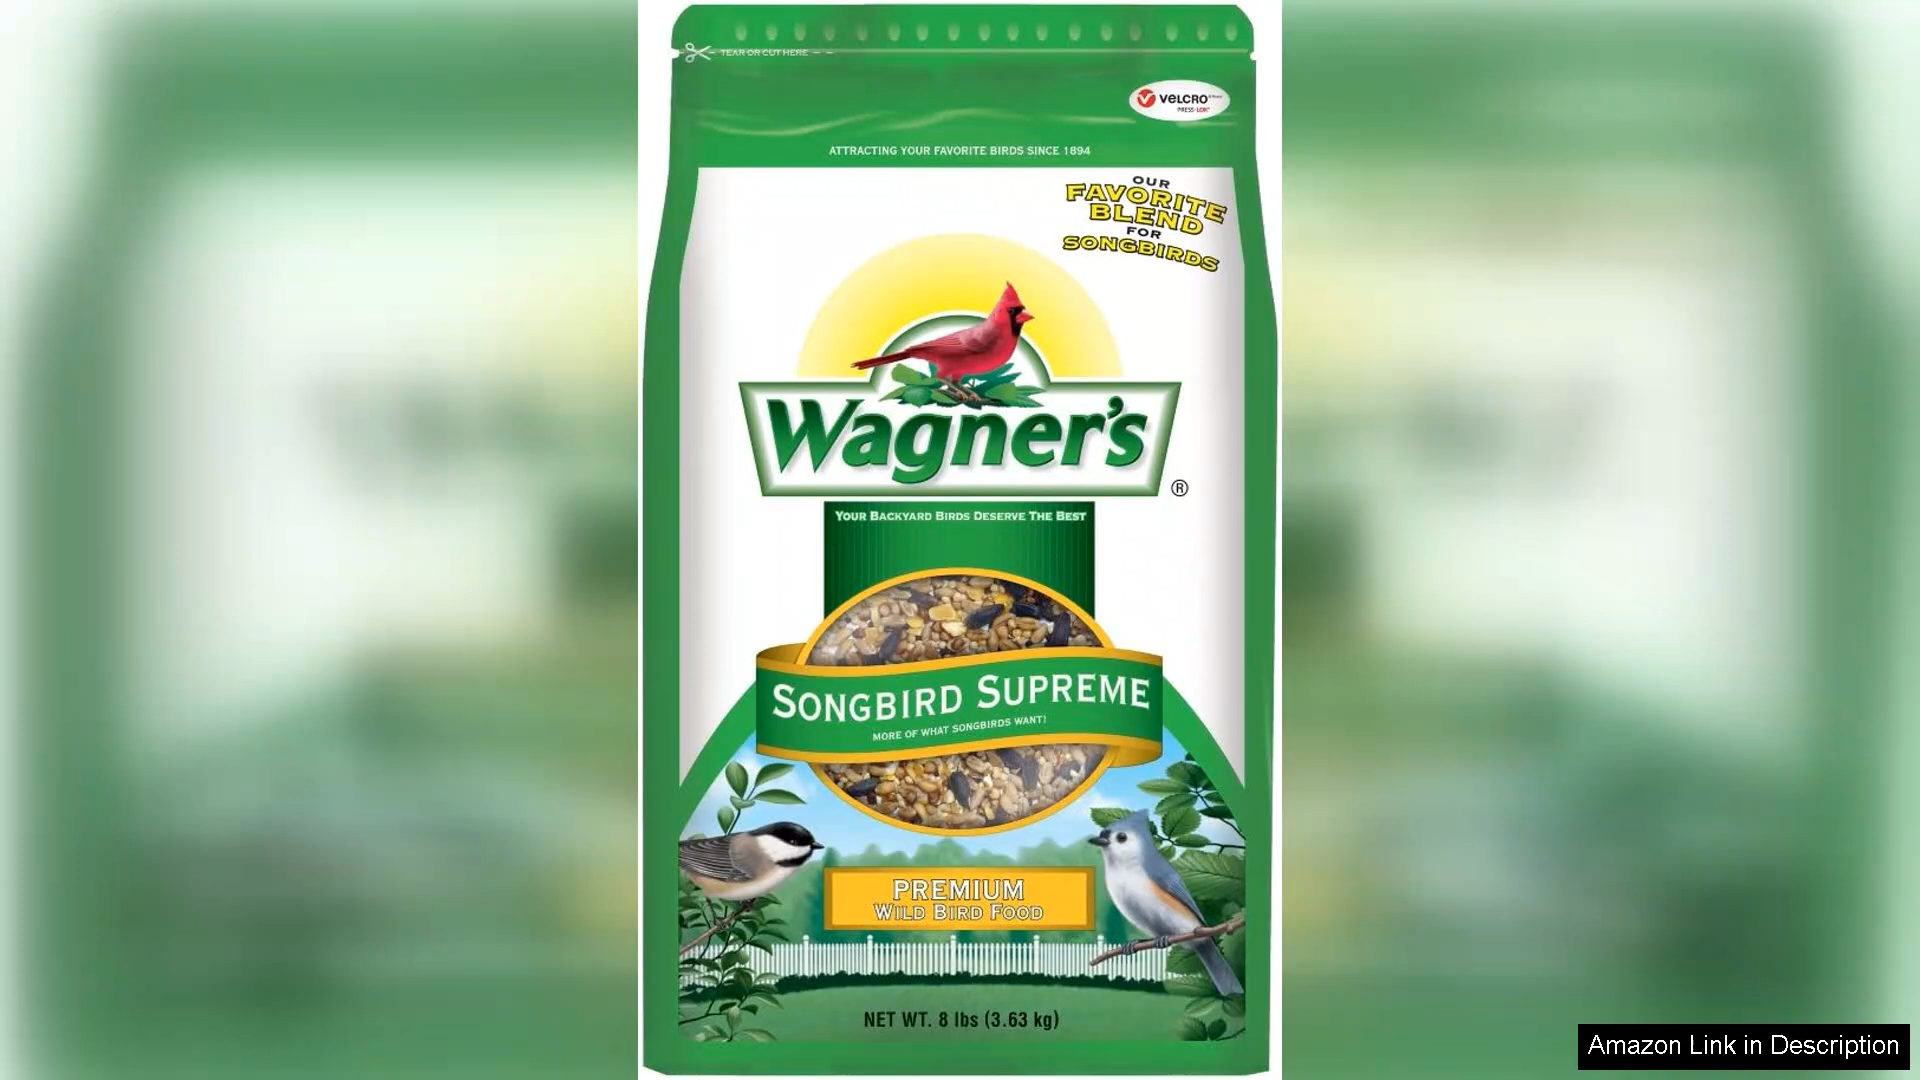 TEAR OR CUT HERE
VELCRO
PRESS-LOK
ATTRACTING YOUR FAVORITE BIRDS SINCE 1894
OUR
FAVORITE
BLEND
FOR
SONGBIRDS
Wagner's
®
YOUR BACKYARD BIRDS DESERVE THE BEST
SONGBIRD SUPREME
MORE OF WHAT SONGBIRDS WANT!
PREMIUM
WILD BIRD FOOD
NET WT. 8 lbs (3.63 kg)
Amazon Link in Description